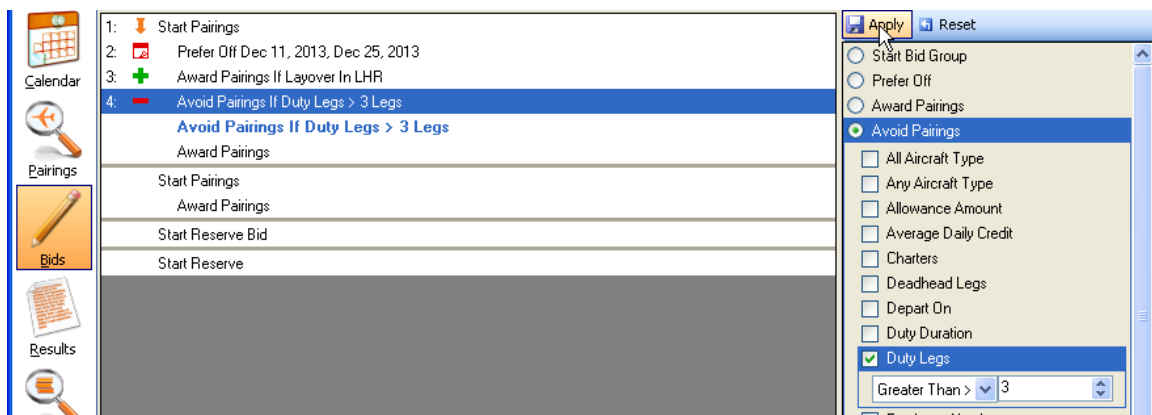 Calendar
Pairings
Bids
Results
1: Start Pairings
2: Prefer Off Dec 11, 2013, Dec 25, 2013
3: Award Pairings If Layover In LHR
4: Avoid Pairings If Duty Legs > 3 Legs
Avoid Pairings If Duty Legs > 3 Legs
Award Pairings
Start Pairings
Award Pairings
Start Reserve Bid
Start Reserve
Apply Reset
Start Bid Group
Prefer Off
Award Pairings
Avoid Pairings
All Aircraft Type
Any Aircraft Type
Allowance Amount
Average Daily Credit
Charters
Deadhead Legs
Depart On
Duty Duration
Duty Legs
Greater Than > 3